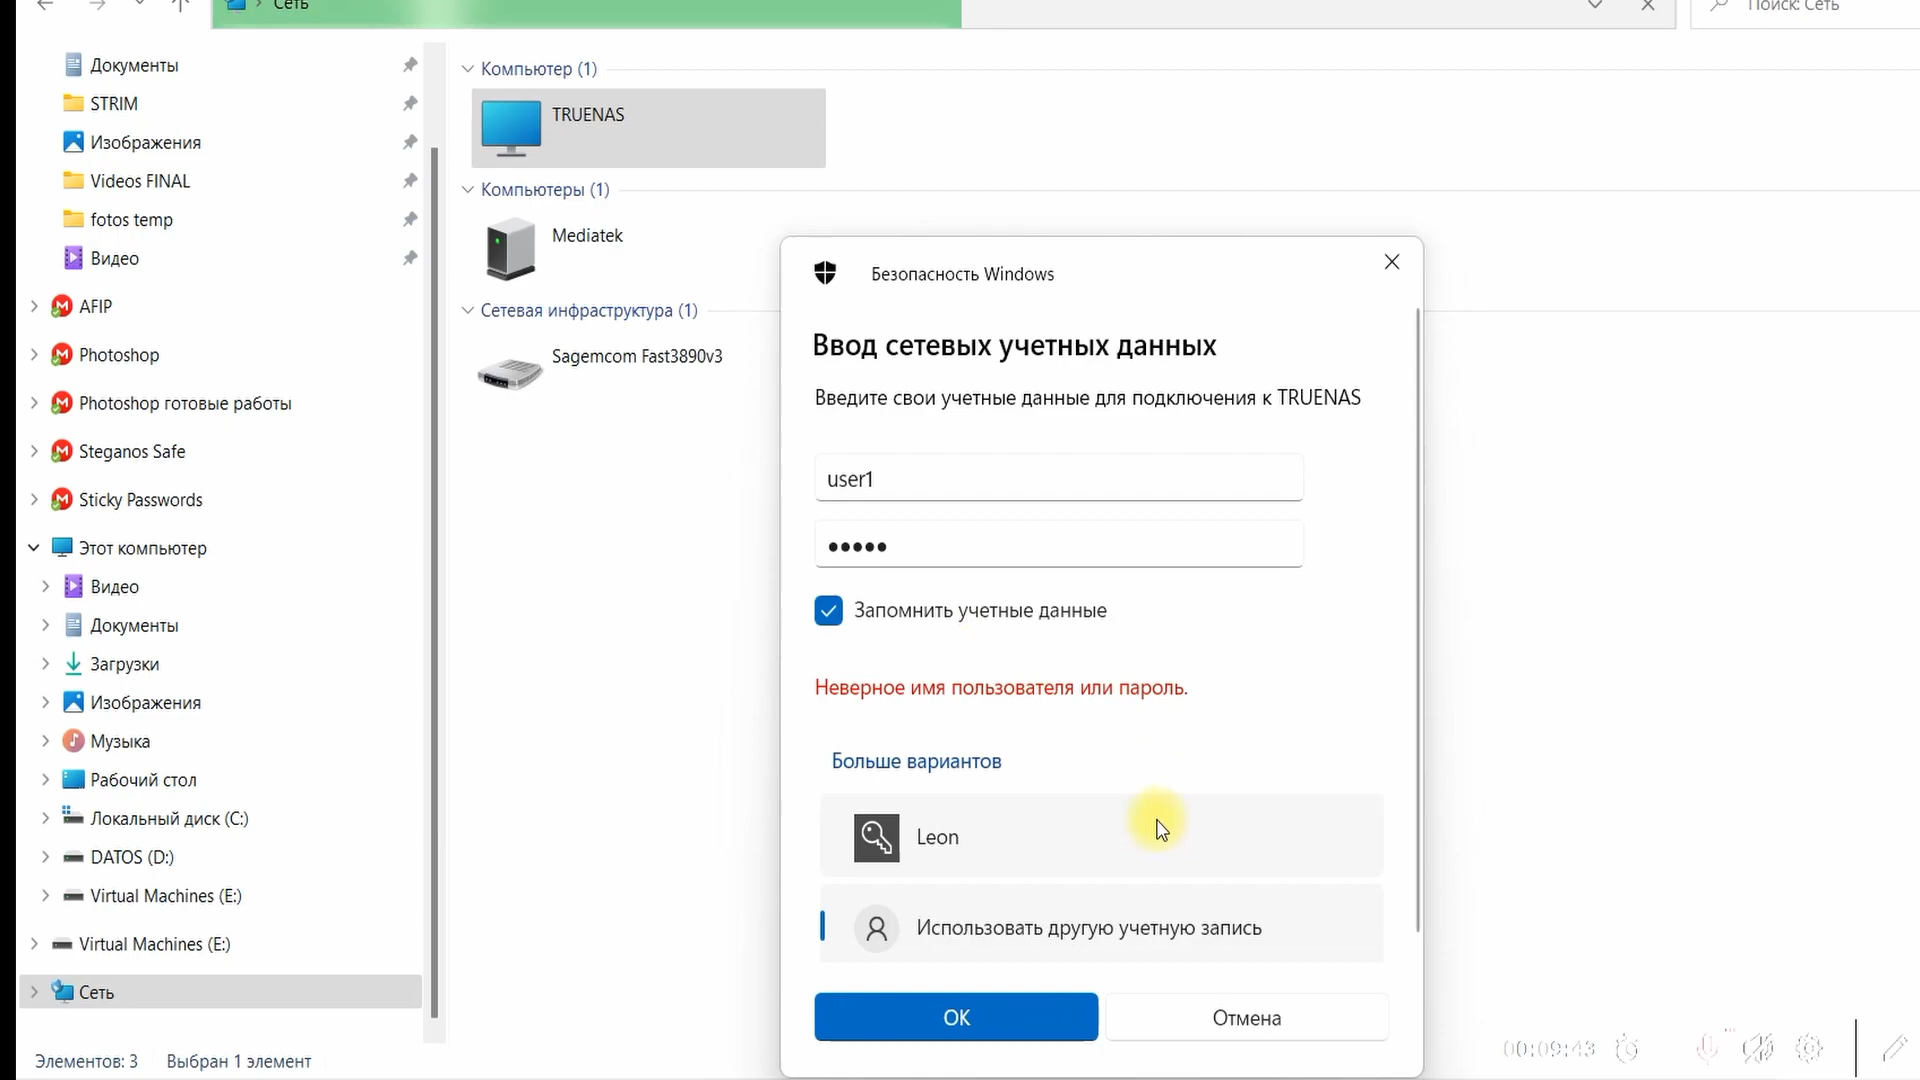 Сеть
Поиск: Сеть
Документы
STRIM
Изображения
Videos FINAL
fotos temp
Видео
AFIP
Photoshop
Photoshop готовые работы
Steganos Safe
Sticky Passwords
Этот компьютер
Видео
Документы
Загрузки
Изображения
Музыка
Рабочий стол
Локальный диск (C:)
DATOS (D:)
Virtual Machines (E:)
Virtual Machines (E:)
Сеть
Элементов: 3 Выбран 1 элемент
Компьютер (1)
TRUENAS
Компьютеры (1)
Mediatek
Сетевая инфраструктура (1)
Sagemcom Fast3890v3
Безопасность Windows
Ввод сетевых учетных данных
Введите свои учетные данные для подключения к TRUENAS
user1
•••••
Запомнить учетные данные
Неверное имя пользователя или пароль.
Больше вариантов
Leon
Использовать другую учетную запись
OK
Отмена
00:09:43